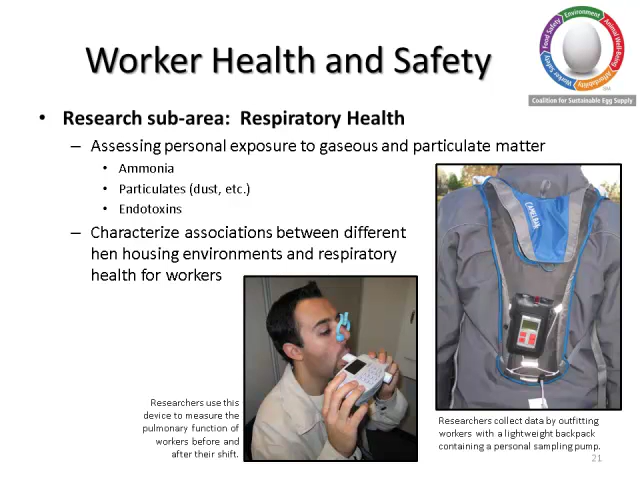 Worker Health and Safety
Food Safety
Environment
Animal Well-Being
Worker Safety
Affordability
Coalition for Sustainable Egg Supply
• Research sub-area: Respiratory Health
– Assessing personal exposure to gaseous and particulate matter
• Ammonia
• Particulates (dust, etc.)
• Endotoxins
– Characterize associations between different
hen housing environments and respiratory
health for workers
CAMELBAK
Researchers use this
device to measure the
pulmonary function of
workers before and
after their shift.
Researchers collect data by outfitting
workers with a lightweight backpack
containing a personal sampling pump.
21